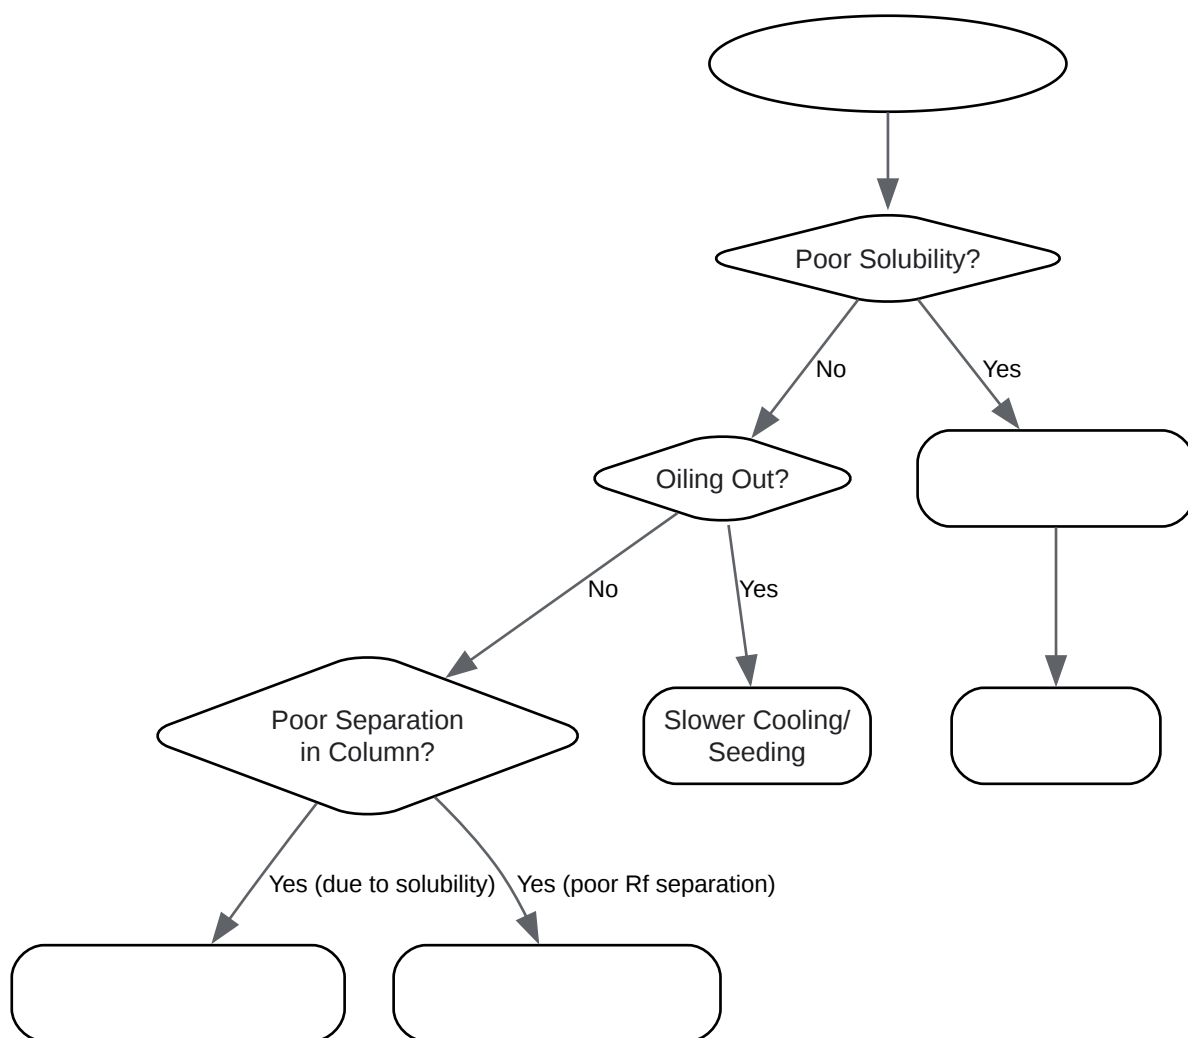 Poor Solubility?
No
Yes
Oiling Out?
No
Yes
Poor Separation
in Column?
Slower Cooling/
Seeding
Yes (due to solubility)
Yes (poor Rf separation)